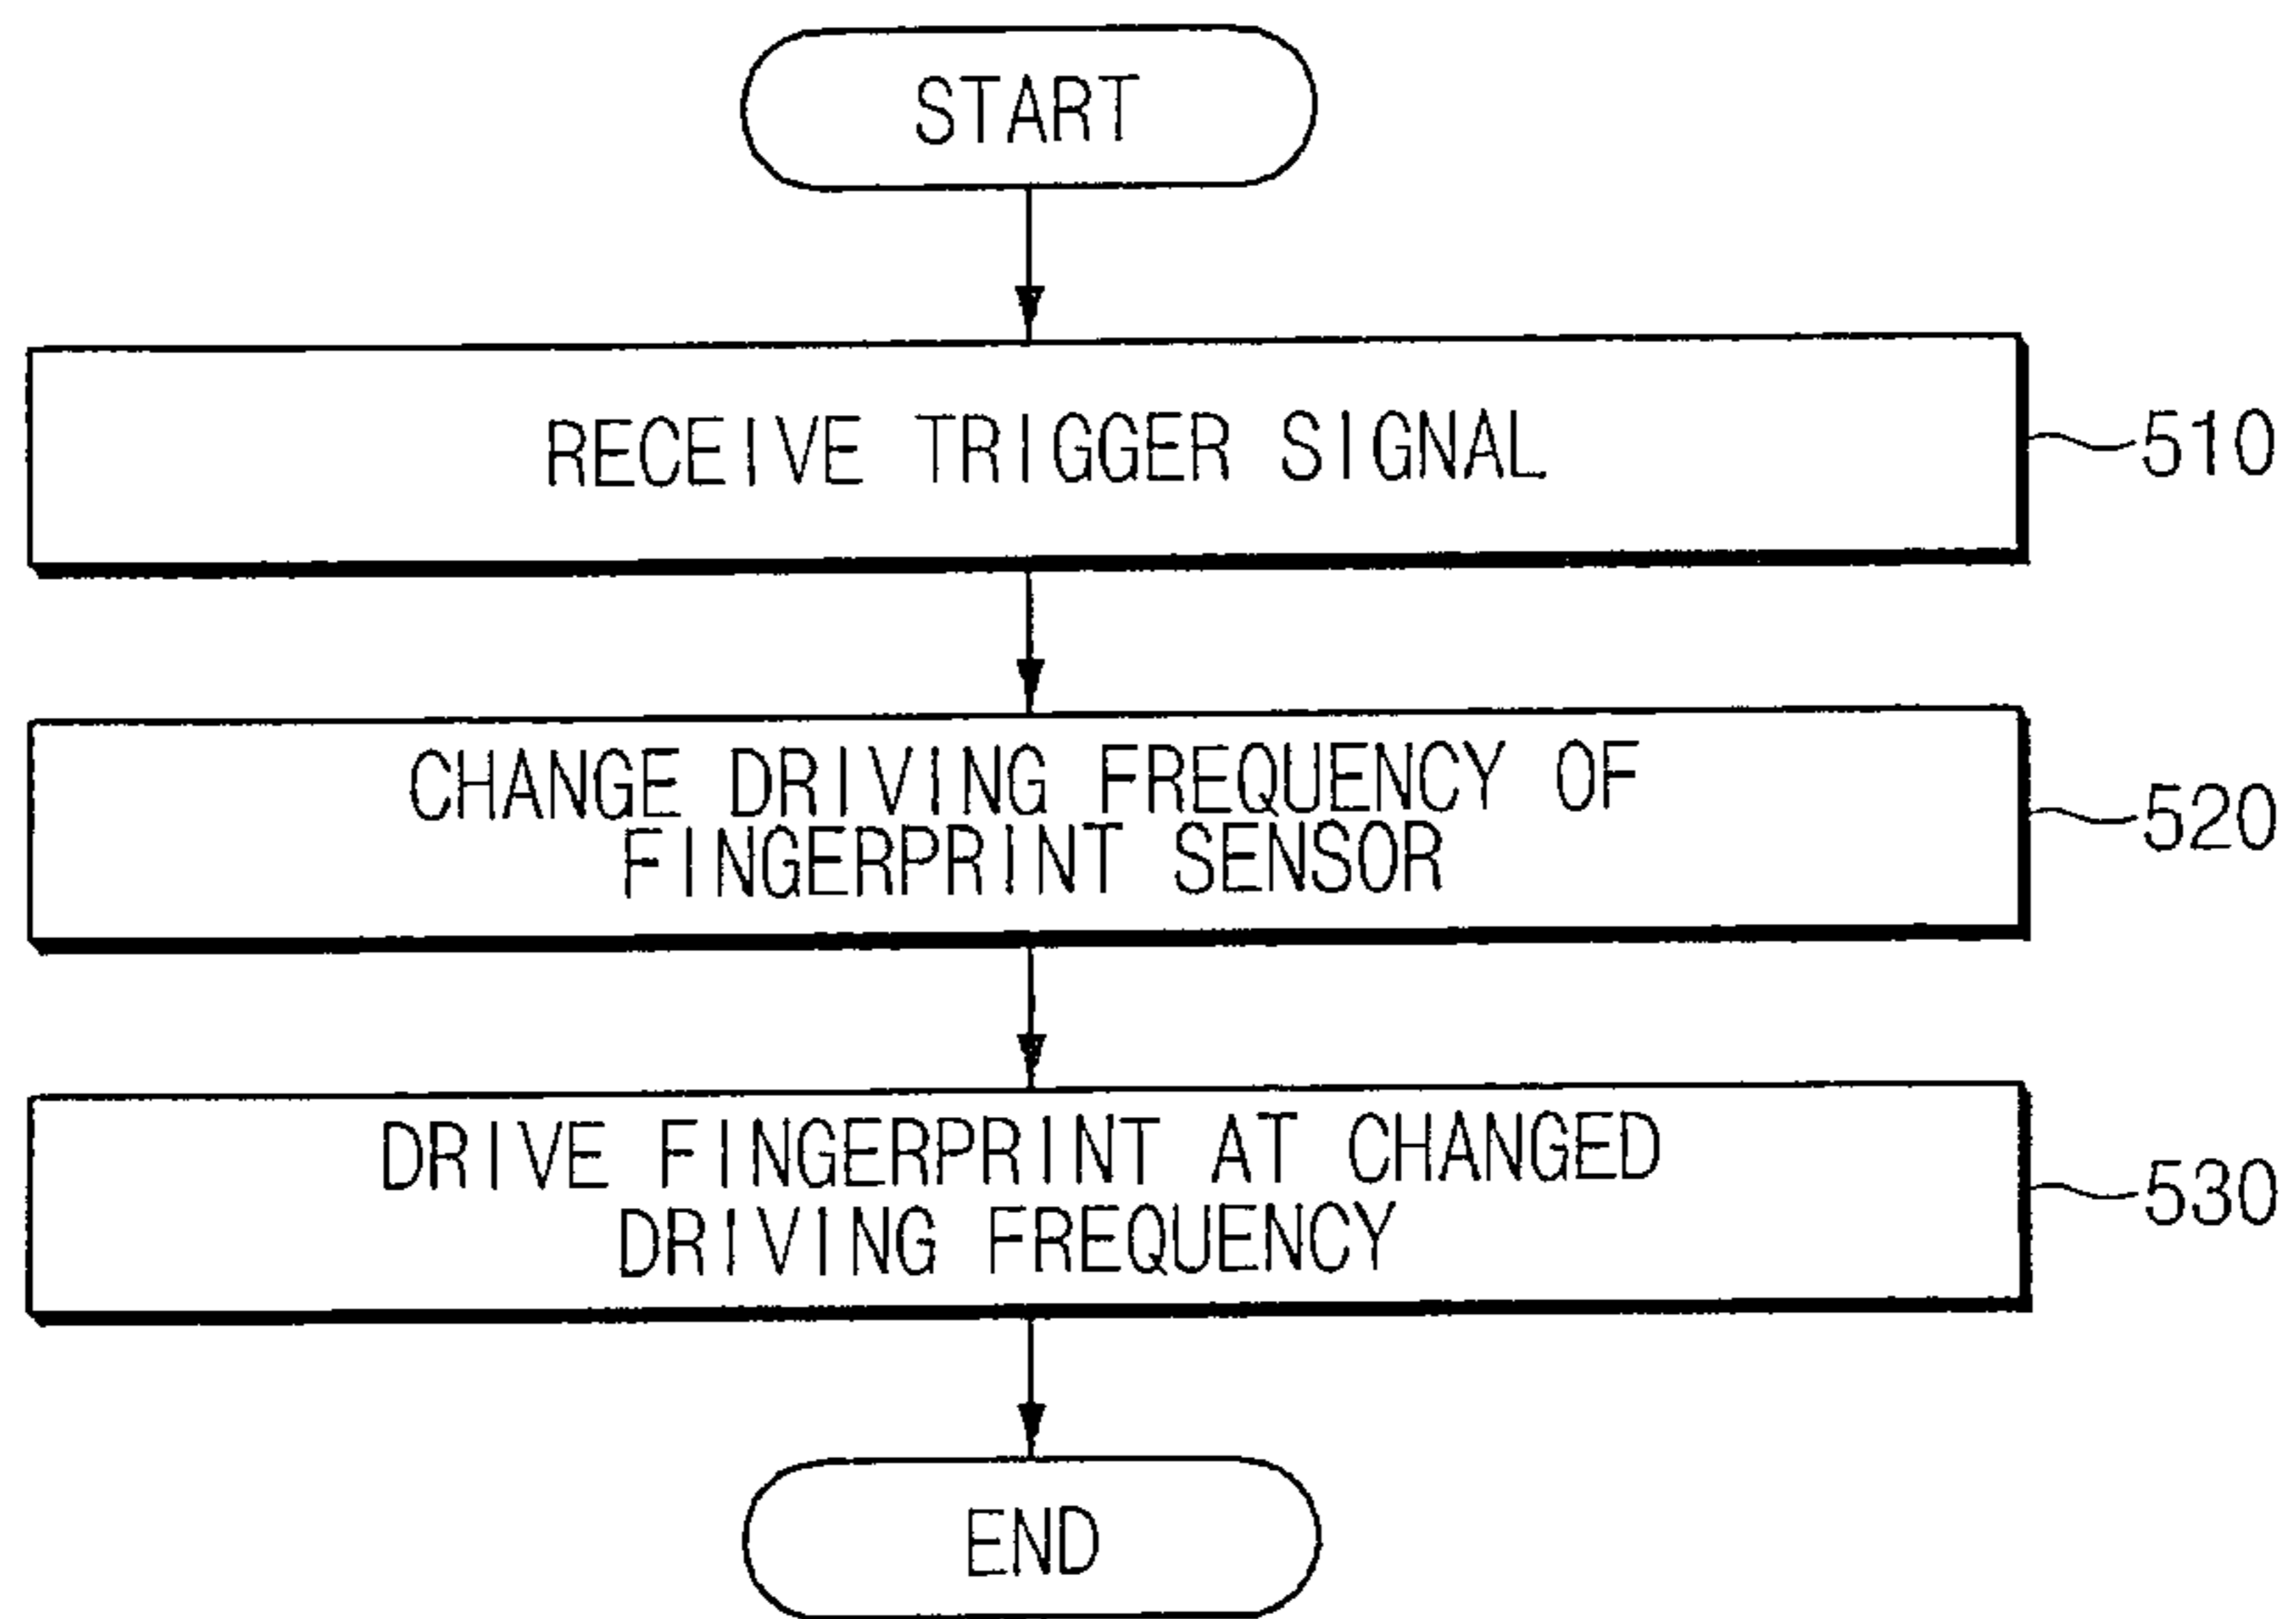 START
RECEIVE TRIGGER SIGNAL
510
CHANGE DRIVING FREQUENCY OF
FINGERPRINT SENSOR
520
DRIVE FINGERPRINT AT CHANGED
DRIVING FREQUENCY
530
END